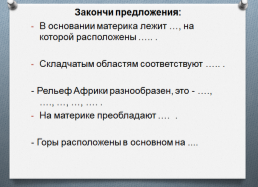 Закончи предложения:
- В основании материка лежит …, на
которой расположены ….. .
- Складчатым областям соответствуют ….. .
- Рельеф Африки разнообразен, это - ….,
…., …, …, …. .
- На материке преобладают …. .
- Горы расположены в основном на ....